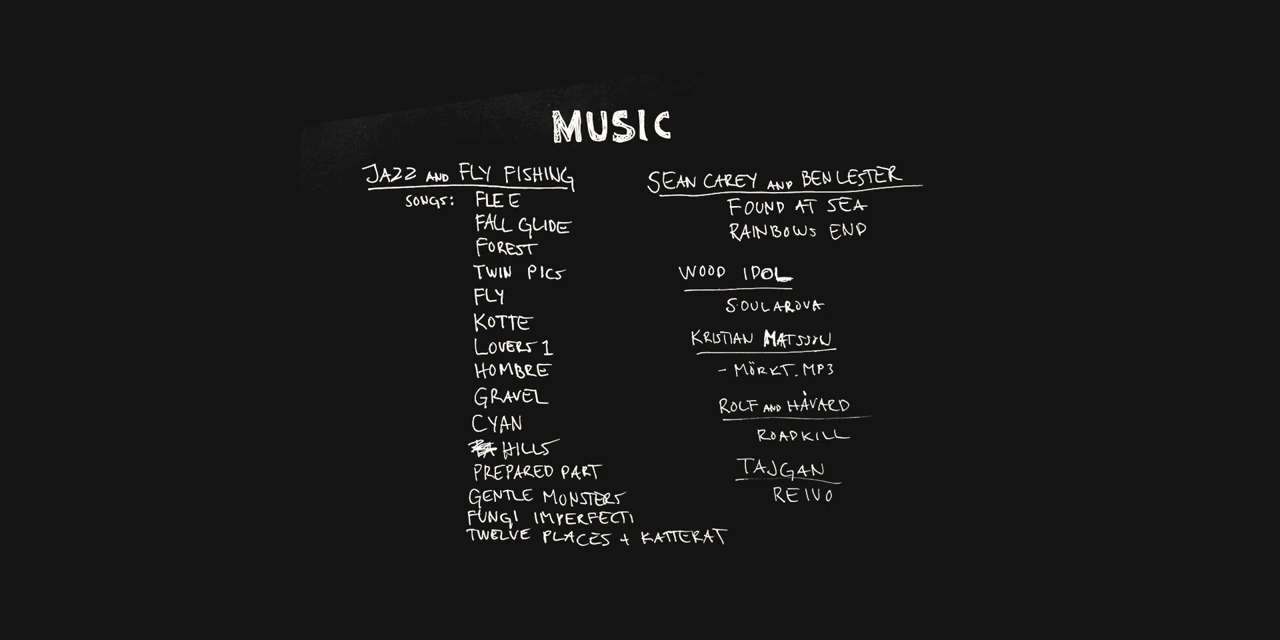 MUSIC
JAZZ AND FLY FISHING
SONGS: FLEE
FALL GLIDE
FOREST
TWIN PICS
FLY
KOTTE
LOVERS 1
HOMBRE
GRAVEL
CYAN
HILLS
PREPARED PART
GENTLE MONSTERS
FUNGI IMPERFECTI
TWELVE PLACES + KATTERAT
SEAN CAREY AND BEN LESTER
FOUND AT SEA
RAINBOWS END
WOOD IDOL
SOULAROVA
KRISTIAN MATSSON
- MÖRKT.MP3
ROLF AND HÅVARD
ROADKILL
TAJGAN
REIVO